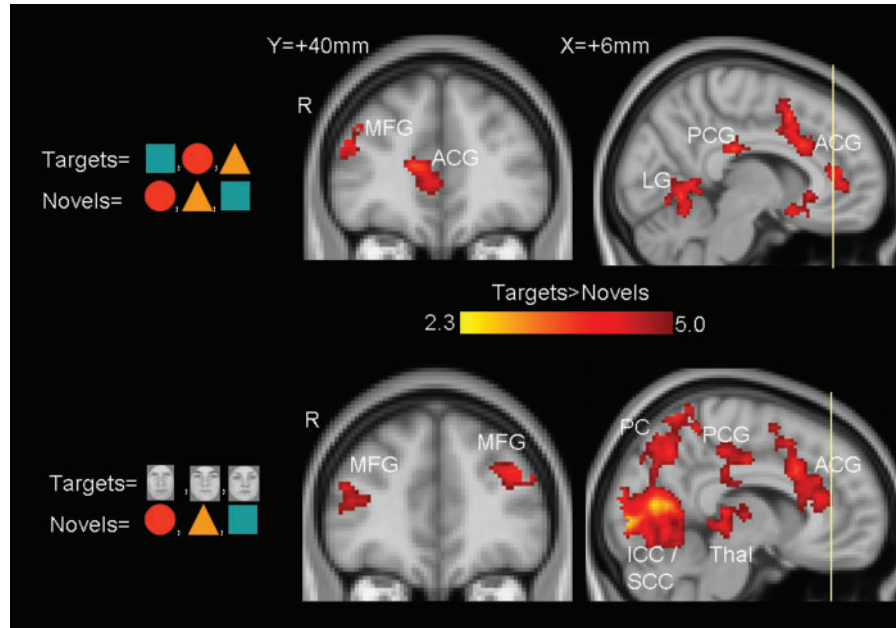 Y=+40mm X=+6mm
R
MFG
ACG
PCG
ACG
LG
Targets= , ,
Novels= , ,
Targets>Novels
2.3 5.0
R
MFG
MFG
PC
PCG
ACG
Targets= , ,
Novels= , ,
ICC / SCC
Thal